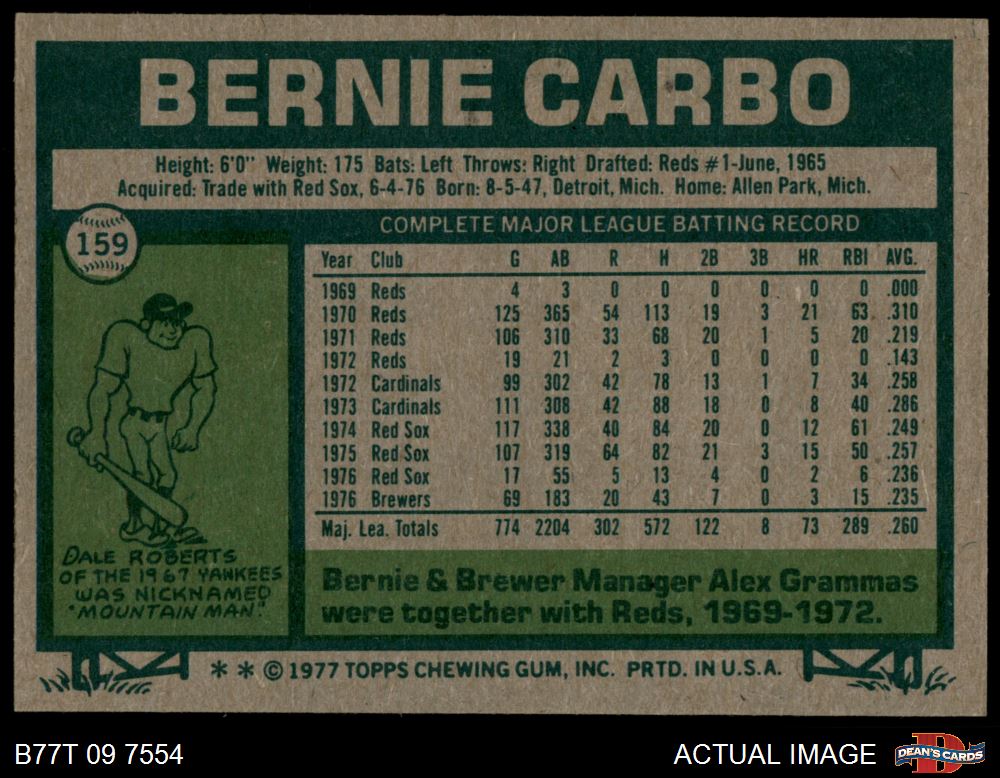 BERNIE CARBO
Height: 6'0" Weight: 175 Bats: Left Throws: Right Drafted: Reds #1-June, 1965
Acquired: Trade with Red Sox, 6-4-76 Born: 8-5-47, Detroit, Mich. Home: Allen Park, Mich.
159
COMPLETE MAJOR LEAGUE BATTING RECORD
Year Club G AB R H 2B 3B HR RBI AVG.
1969 Reds 4 3 0 0 0 0 0 0 .000
1970 Reds 125 365 54 113 19 3 21 63 .310
1971 Reds 106 310 33 68 20 1 5 20 .219
1972 Reds 19 21 2 3 0 0 0 0 .143
1972 Cardinals 99 302 42 78 13 1 7 34 .258
1973 Cardinals 111 308 42 88 18 0 8 40 .286
1974 Red Sox 117 338 40 84 20 0 12 61 .249
1975 Red Sox 107 319 64 82 21 3 15 50 .257
1976 Red Sox 17 55 5 13 4 0 2 6 .236
1976 Brewers 69 183 20 43 7 0 3 15 .235
Maj. Lea. Totals 774 2204 302 572 122 8 73 289 .260
DALE ROBERTS
OF THE 1967 YANKEES
WAS NICKNAMED
"MOUNTAIN MAN".
Bernie & Brewer Manager Alex Grammas
were together with Reds, 1969-1972.
* * © 1977 TOPPS CHEWING GUM, INC. PRTD. IN U.S.A.
B77T 09 7554
ACTUAL IMAGE
DEAN'S CARDS